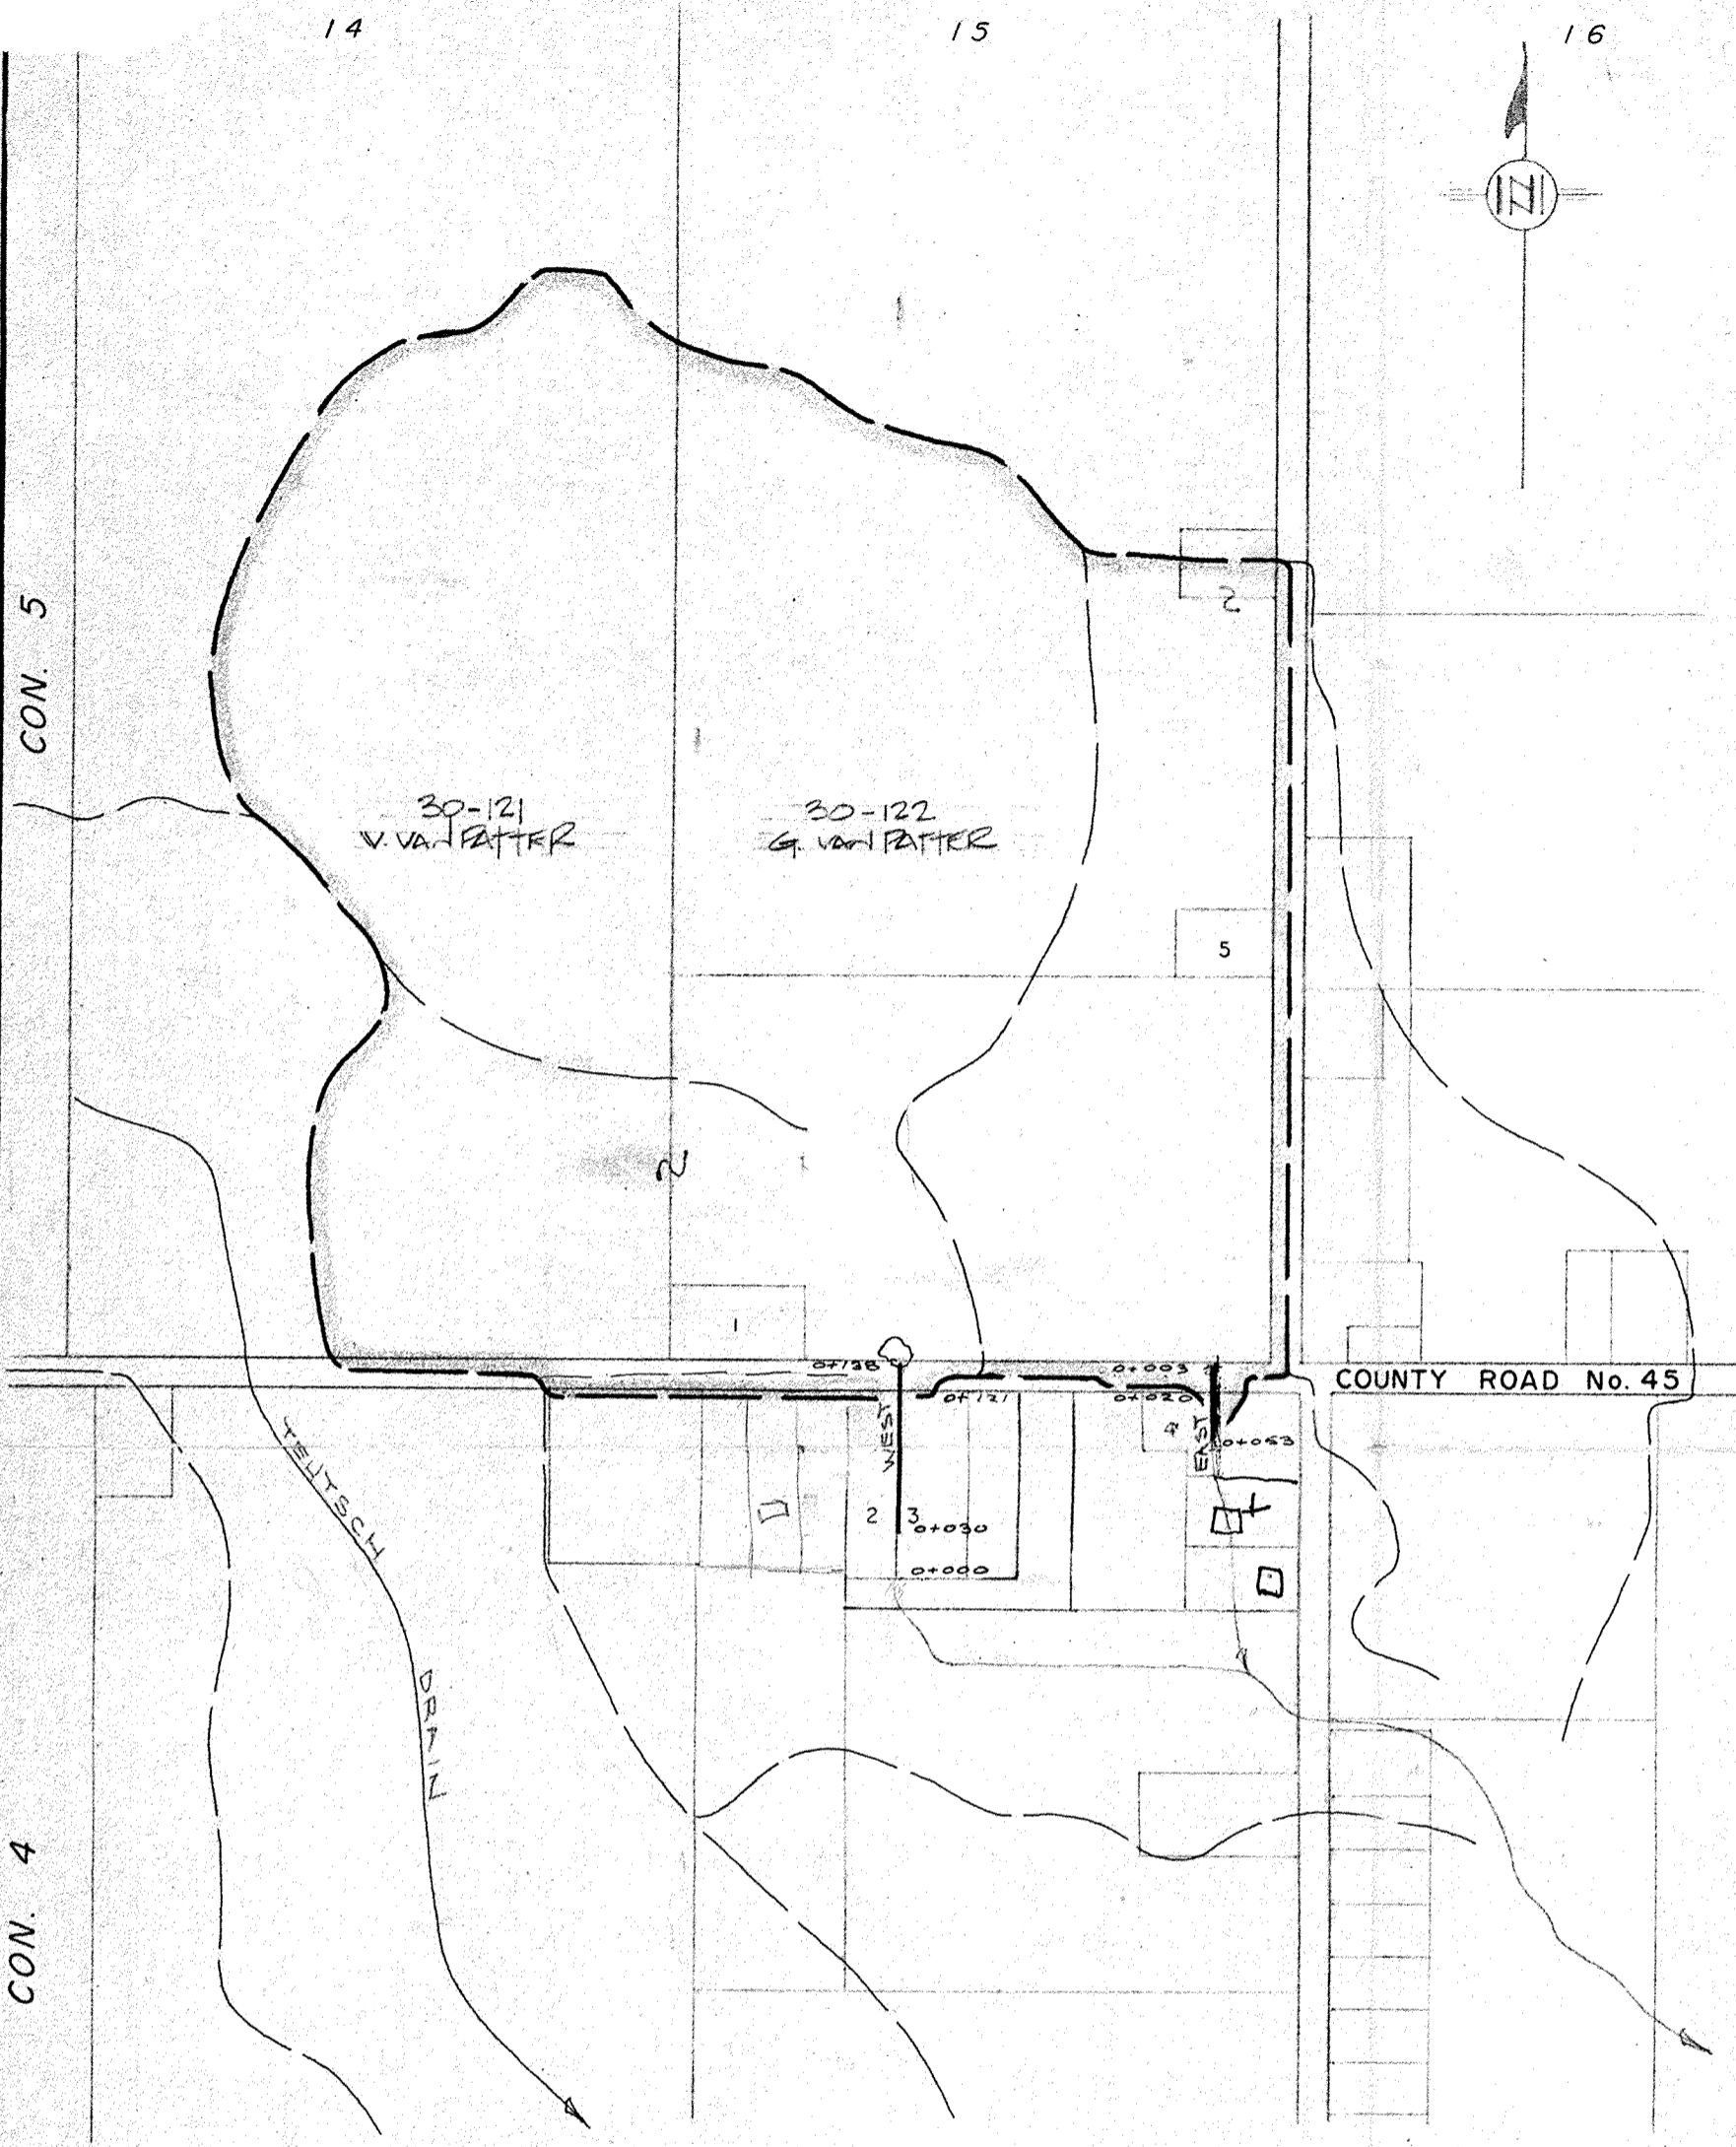 14
15
16
N
CON. 5
2
30-121
V. VAN PATTER
30-122
G. VAN PATTER
5
2
1
0+138
0+003
COUNTY ROAD No. 45
0+121
0+020
WEST
4
EAST
0+053
TEUTSCH
DRAIN
2
3
0+030
0+000
CON. 4